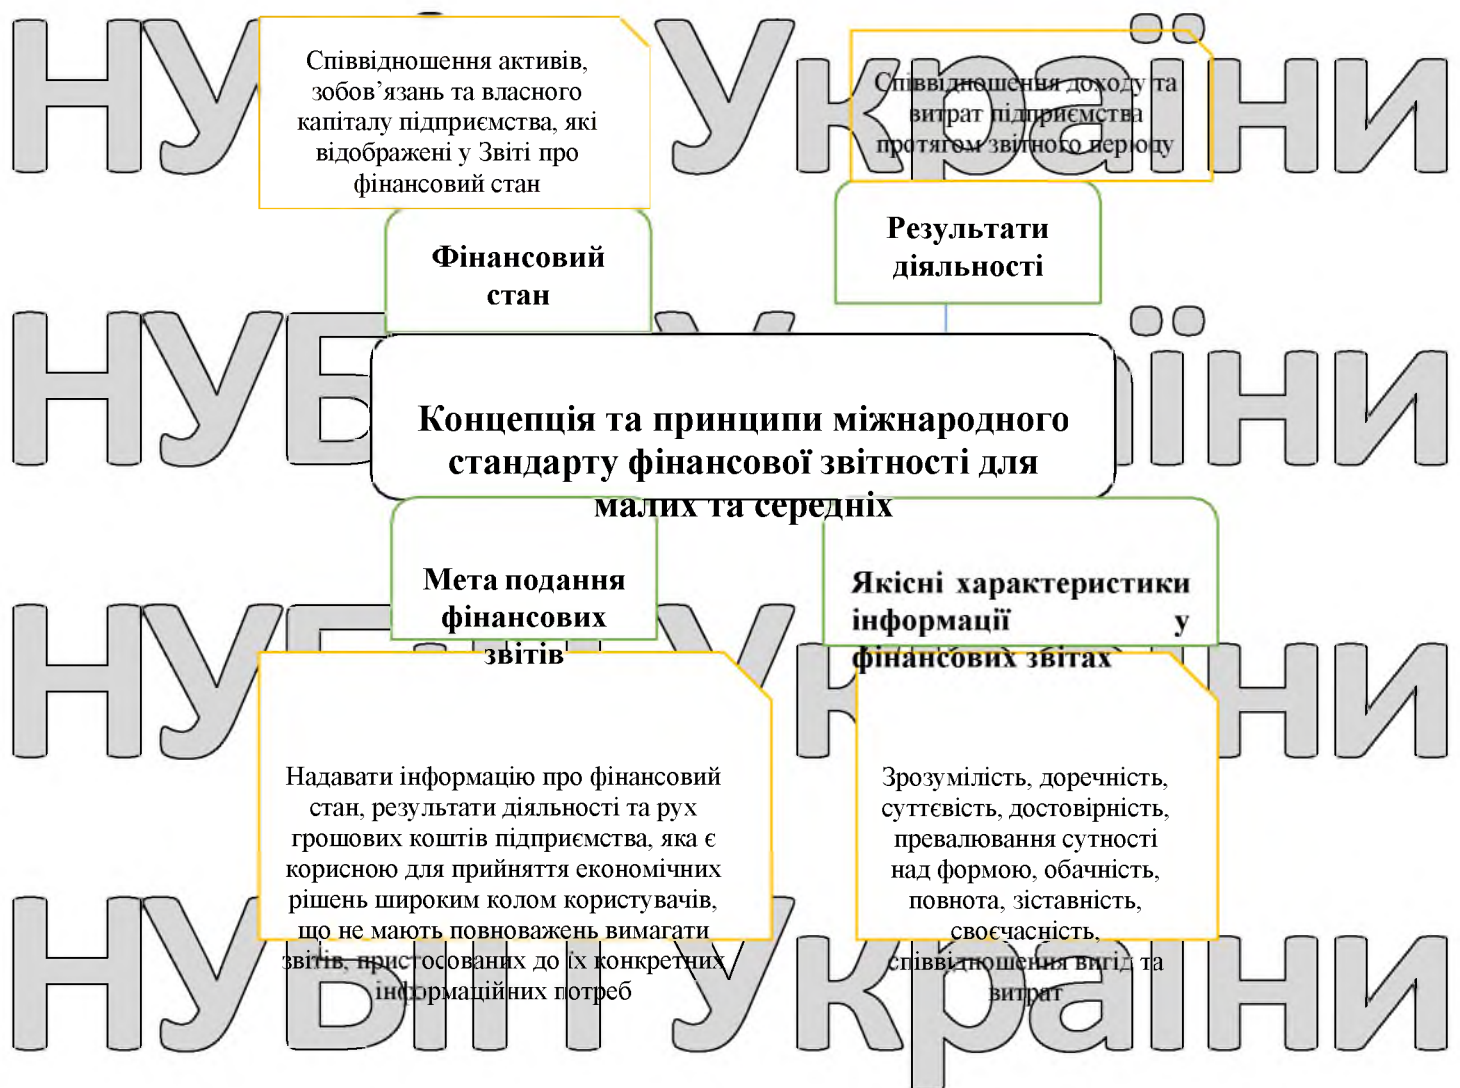 Співвідношення активів,
зобов’язань та власного
капіталу підприємства, які
відображені у Звіті про
фінансовий стан
Співвідношення доходу та
витрат підприємства
протягом звітного періоду
Фінансовий
стан
Результати
діяльності
Концепція та принципи міжнародного
стандарту фінансової звітності для
малих та середніх
Мета подання
фінансових
звітів
Якісні характеристики
інформації у
фінансових звітах
Надавати інформацію про фінансовий
стан, результати діяльності та рух
грошових коштів підприємства, яка є
корисною для прийняття економічних
рішень широким колом користувачів,
що не мають повноважень вимагати
звітів, пристосованих до їх конкретних
інформаційних потреб
Зрозумілість, доречність,
суттєвість, достовірність,
превалювання сутності
над формою, обачність,
повнота, зіставність,
своєчасність,
співвідношення вигід та
витрат
НУБіП України